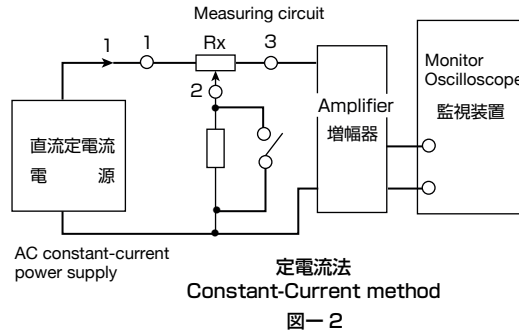 Measuring circuit
1
1
Rx
3
2
Amplifier
増幅器
Monitor
Oscilloscope
監視装置
直流定電流
電　源
AC constant-current
power supply
定電流法
Constant-Current method
図ー2